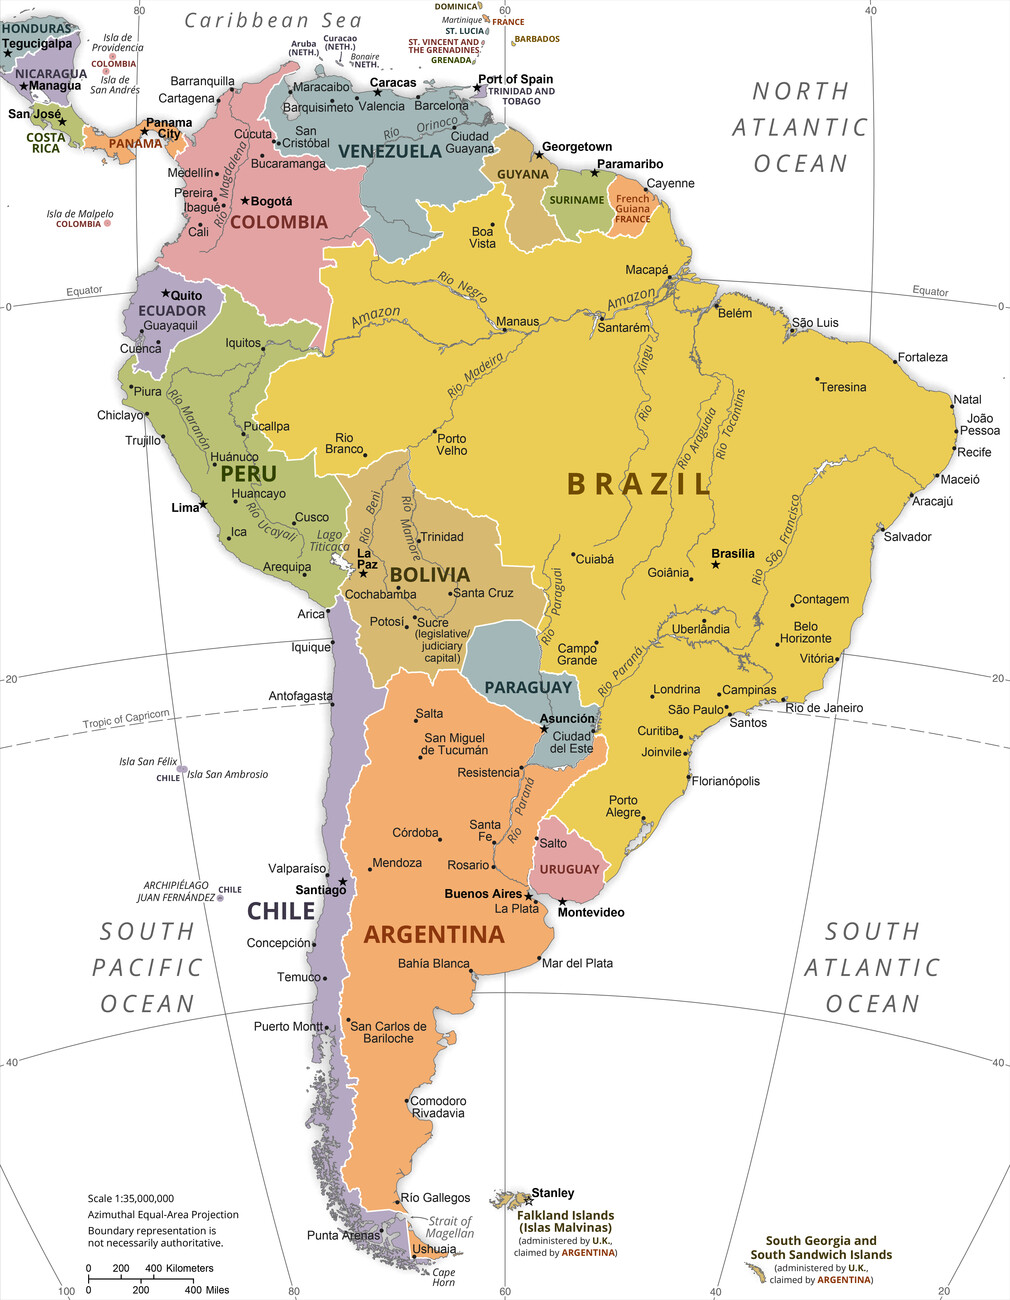 80
60
40
Caribbean Sea
DOMINICA
Martinique
FRANCE
ST. LUCIA
BARBADOS
ST. VINCENT AND
THE GRENADINES
GRENADA
HONDURAS
Tegucigalpa
NICARAGUA
Managua
Isla de
Providencia
COLOMBIA
Isla de
San Andrés
Aruba
(NETH.)
Curacao
(NETH.)
Bonaire
NETH.
San José
COSTA
RICA
Panama
City
PANAMA
Barranquilla
Cartagena
Maracaibo
Caracas
Barquisimeto
Valencia
Barcelona
Port of Spain
TRINIDAD AND
TOBAGO
NORTH
ATLANTIC
OCEAN
Cúcuta
San
Cristóbal
Río Orinoco
Ciudad
Guayana
VENEZUELA
Bucaramanga
Río Magdalena
Medellín
Pereira
Ibagué
Bogotá
COLOMBIA
Cali
Isla de Malpelo
COLOMBIA
Georgetown
GUYANA
Paramaribo
SURINAME
Cayenne
French
Guiana
FRANCE
Boa
Vista
Macapá
Equator
0
Quito
ECUADOR
Guayaquil
Cuenca
Rio Negro
Amazon
Amazon
Equator
0
Belém
São Luis
Manaus
Santarém
Iquitos
Fortaleza
Teresina
Piura
Rio Madeira
Xingu
Rio
Rio Araguaia
Rio Tocantins
Natal
João
Pessoa
Recife
Chiclayo
Trujillo
Río Marañón
Pucallpa
Rio
Branco
Porto
Velho
Maceió
Aracajú
Huánuco
PERU
Huancayo
BRAZIL
Lima
Río Ucayali
Cusco
Ica
Lago
Titicaca
Río Beni
Río Mamore
Trinidad
Salvador
Rio São Francisco
Arequipa
La
Paz
BOLIVIA
Cuiabá
Brasilia
Goiânia
Cochabamba
Santa Cruz
Rio Paraguai
Contagem
Arica
Potosí
Sucre
(legislative/
judiciary
capital)
Uberlândia
Belo
Horizonte
Iquique
Campo
Grande
Vitória
20
20
PARAGUAY
Rio Paraná
Londrina
Campinas
Antofagasta
São Paulo
Rio de Janeiro
Santos
Tropic of Capricorn
Salta
Asunción
Ciudad
del Este
Curitiba
San Miguel
de Tucumán
Joinvile
Isla San Félix
CHILE
Isla San Ambrosio
Resistencia
Florianópolis
Río Paraná
Porto
Alegre
Santa
Fe
Córdoba
Salto
Valparaíso
Mendoza
Rosario
URUGUAY
ARCHIPIÉLAGO
JUAN FERNÁNDEZ
CHILE
Santiago
Buenos Aires
La Plata
Montevideo
CHILE
SOUTH
PACIFIC
OCEAN
ARGENTINA
SOUTH
ATLANTIC
OCEAN
Concepción
Bahía Blanca
Mar del Plata
Temuco
Puerto Montt
San Carlos de
Bariloche
40
40
Comodoro
Rivadavia
Río Gallegos
Stanley
Falkland Islands
(Islas Malvinas)
(administered by U.K.,
claimed by ARGENTINA)
Strait of
Magellan
Punta Arenas
Ushuaia
Cape
Horn
South Georgia and
South Sandwich Islands
(administered by U.K.,
claimed by ARGENTINA)
Scale 1:35,000,000
Azimuthal Equal-Area Projection
Boundary representation is
not necessarily authoritative.
0 200 400 Kilometers
0 200 400 Miles
100
80
60
40
20